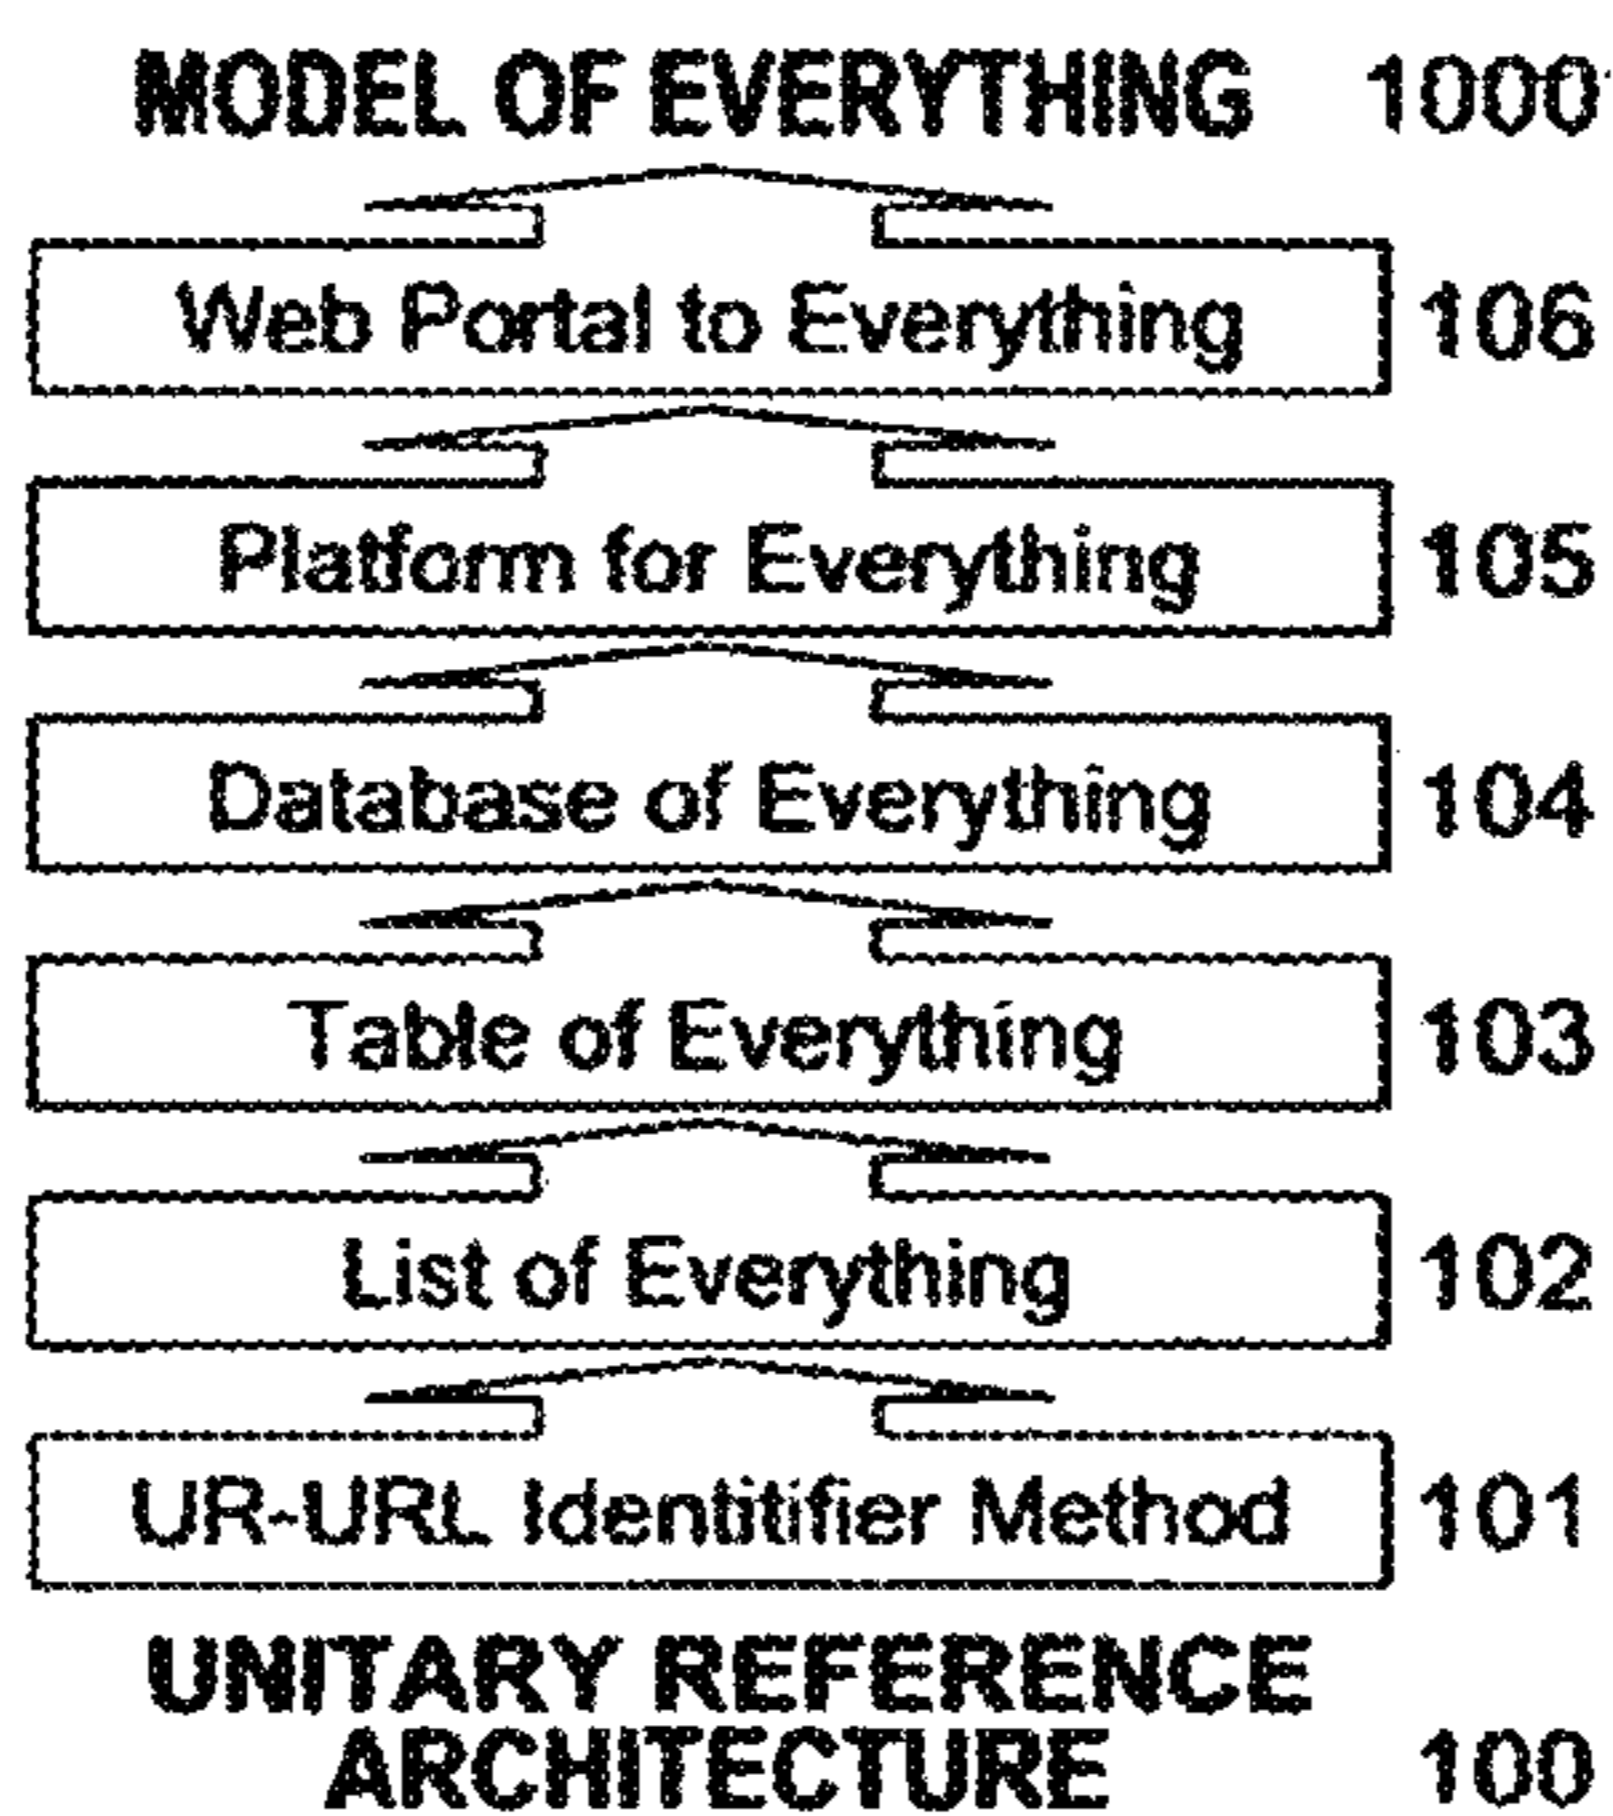 MODEL OF EVERYTHING 1000
Web Portal to Everything 106
Platform for Everything 105
Database of Everything 104
Table of Everything 103
List of Everything 102
UR-URL Identitifier Method 101
UNITARY REFERENCE
ARCHITECTURE 100